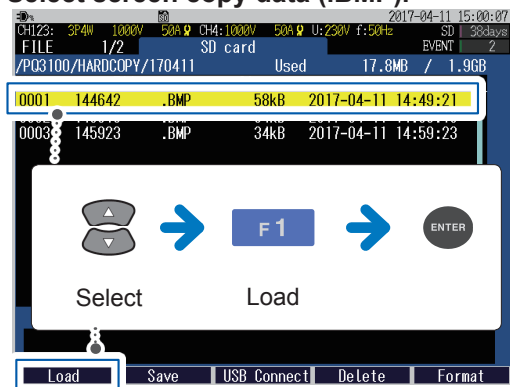 Select screen copy data (.BMP).
2017-04-11 15:00:07
CH123: 3P4W 1000V 50A CH4:1000V 50A U:230V f:50Hz SD 38days
FILE 1/2 SD card EVENT 2
/PQ3100/HARDCOPY/170411 Used 17.8MB / 1.9GB
0001 144642 .BMP 58kB 2017-04-11 14:49:21
0003 145923 .BMP 34kB 2017-04-11 14:59:23
F 1
ENTER
Select Load
Load Save USB Connect Delete Format